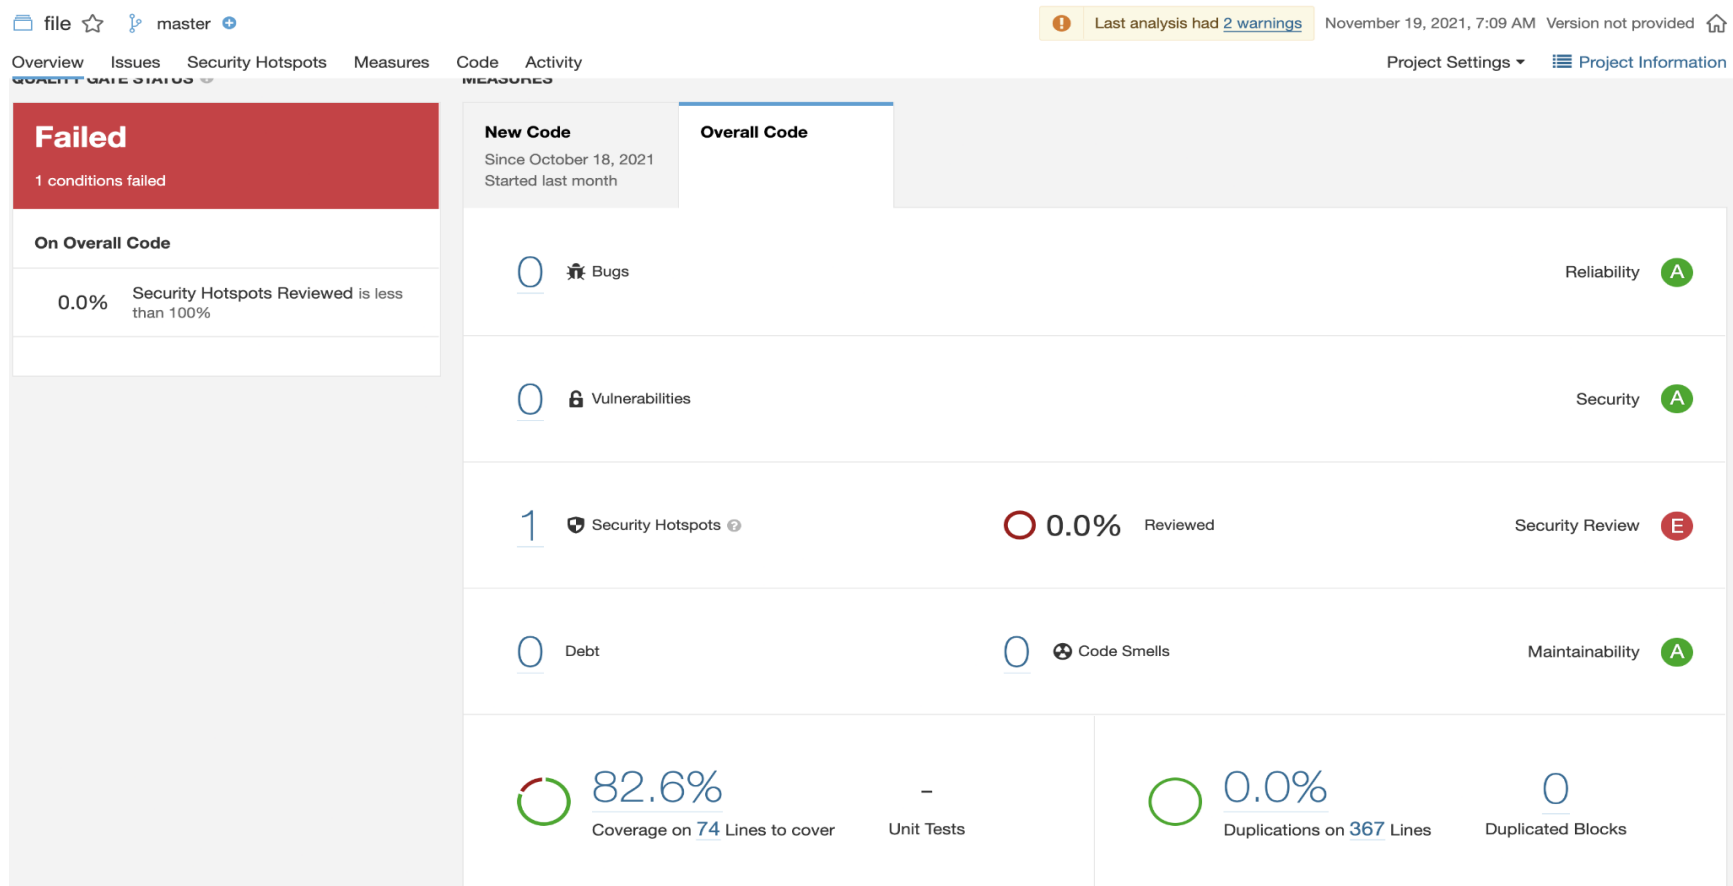 file master
Last analysis had 2 warnings November 19, 2021, 7:09 AM Version not provided
Overview Issues Security Hotspots Measures Code Activity
Project Settings Project Information
QUALITY GATE STATUS
MEASURES
Failed
1 conditions failed
On Overall Code
0.0% Security Hotspots Reviewed is less
than 100%
New Code
Since October 18, 2021
Started last month
Overall Code
0 Bugs Reliability A
0 Vulnerabilities Security A
1 Security Hotspots ? 0.0% Reviewed Security Review E
0 Debt 0 Code Smells Maintainability A
82.6%
Coverage on 74 Lines to cover
-
Unit Tests
0.0%
Duplications on 367 Lines
0
Duplicated Blocks